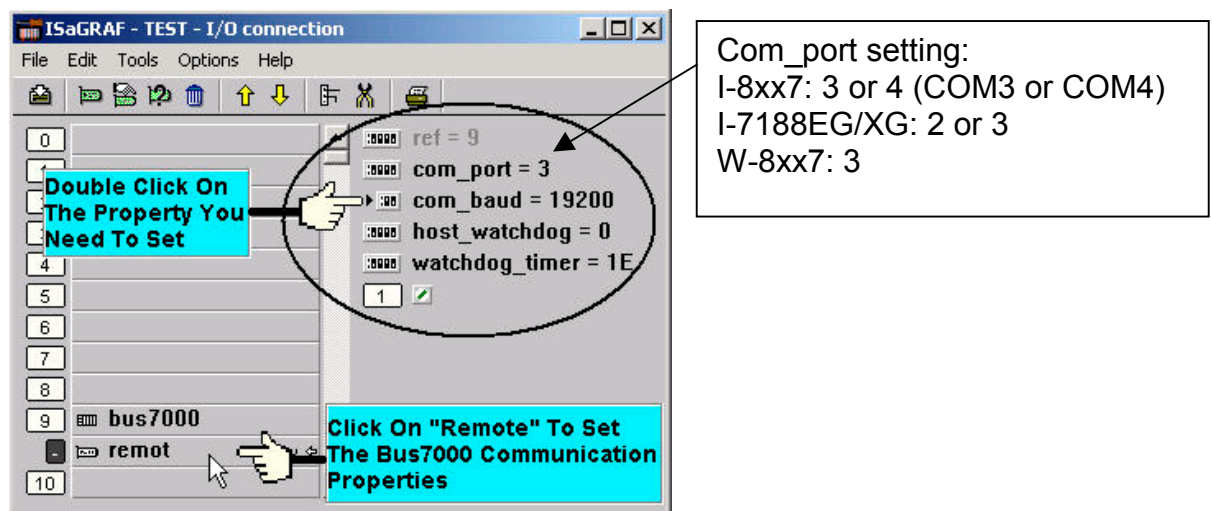 ISaGRAF - TEST - I/O connection
File Edit Tools Options Help
0
ref = 9
com_port = 3
com_baud = 19200
host_watchdog = 0
watchdog_timer = 1E
1
Double Click On
The Property You
Need To Set
4
5
6
7
8
9 bus7000
remot
10
Click On "Remote" To Set
The Bus7000 Communication
Properties
Com_port setting:
I-8xx7: 3 or 4 (COM3 or COM4)
I-7188EG/XG: 2 or 3
W-8xx7: 3